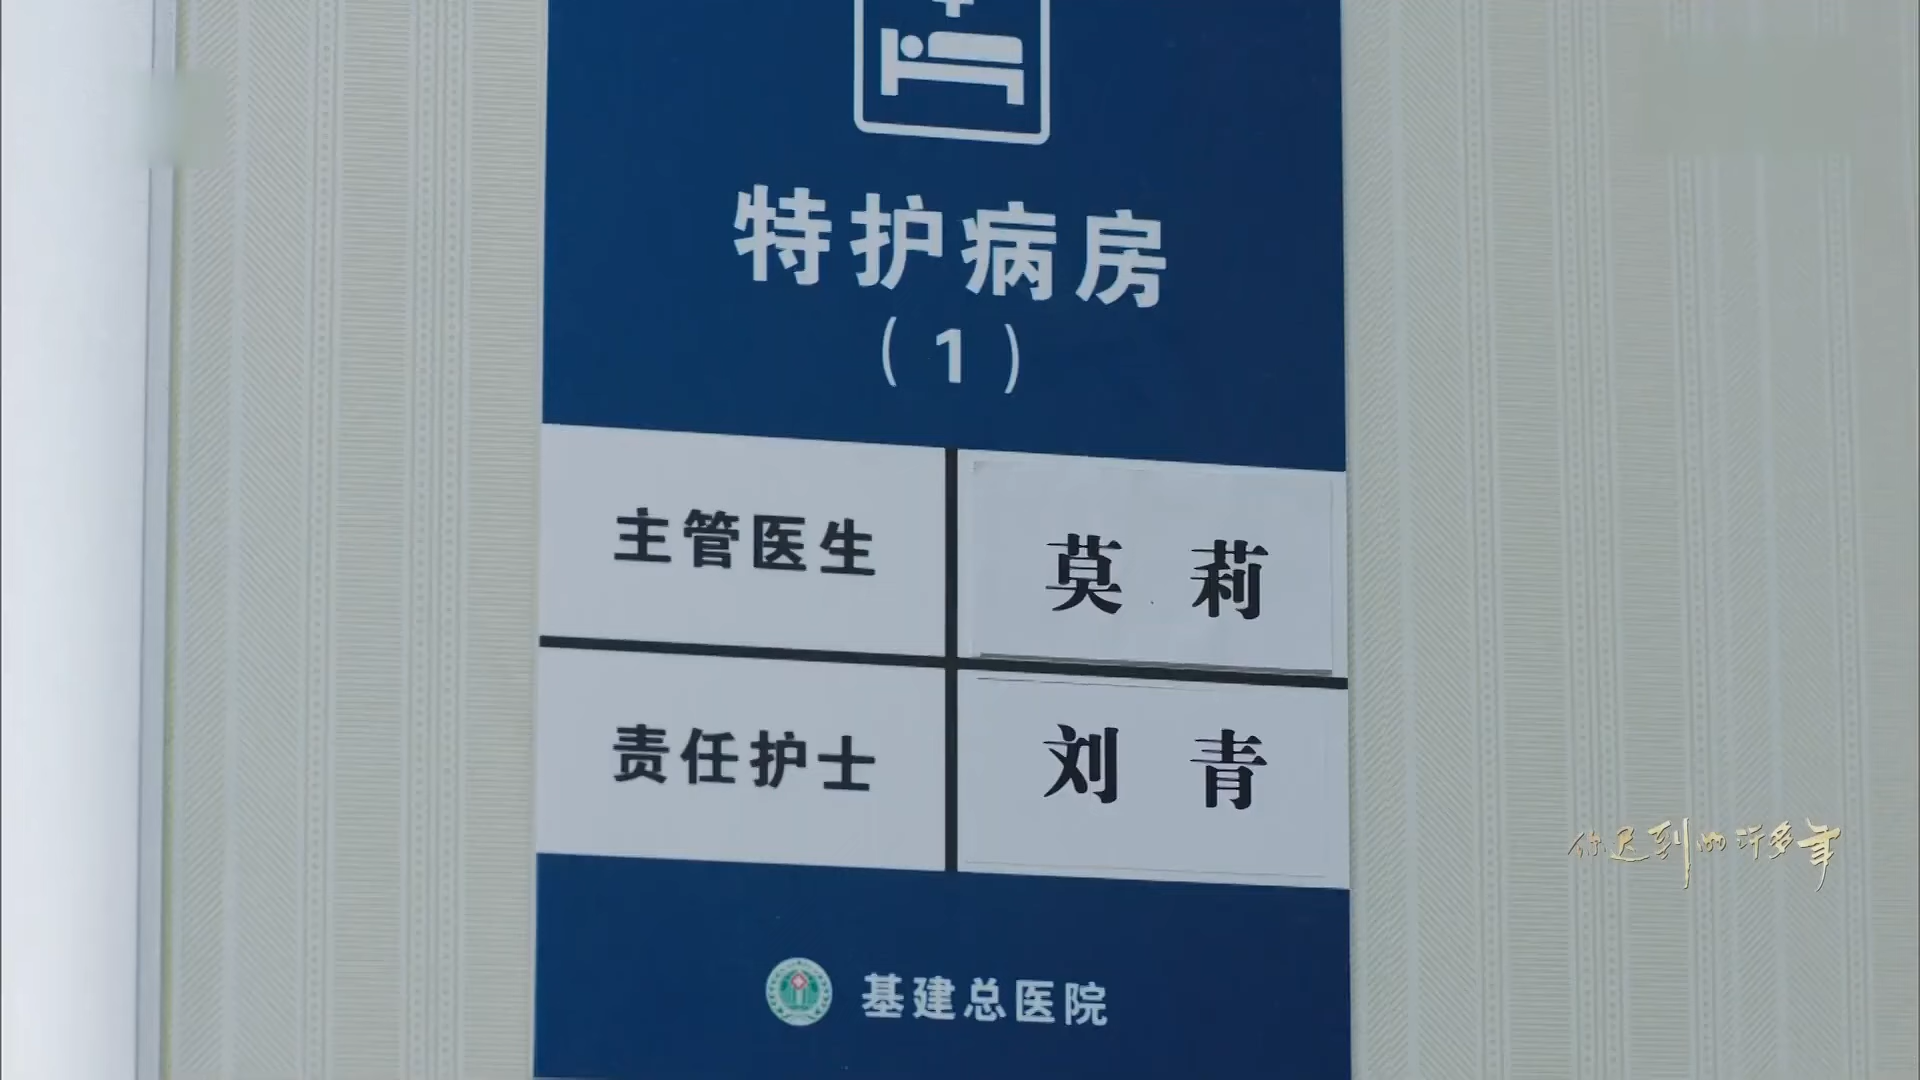 特护病房
（1）
主管医生 莫莉
责任护士 刘青
你迟到的许多年
基建总医院